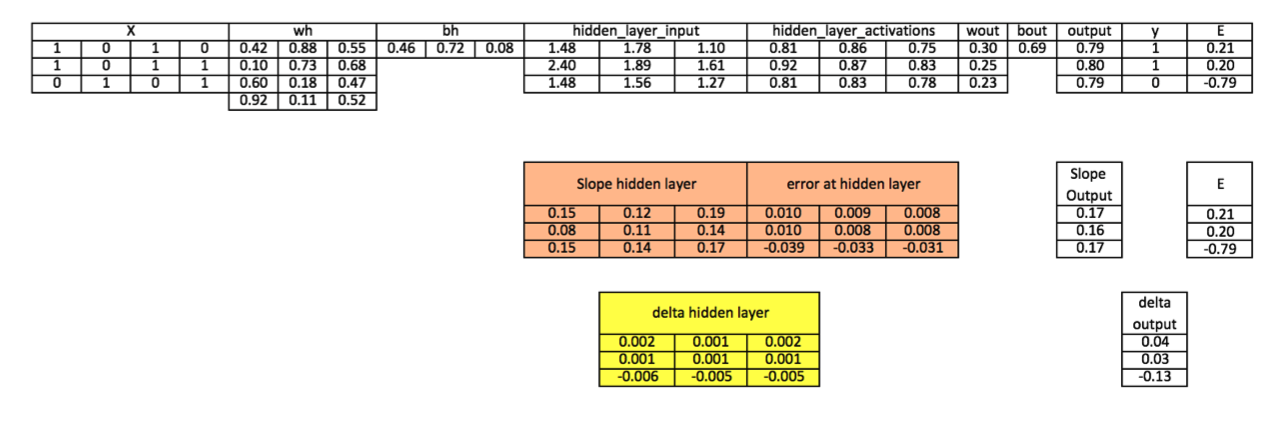 X wh bh hidden_layer_input hidden_layer_activations wout bout output y E
1 0 1 0 0.42 0.88 0.55 0.46 0.72 0.08 1.48 1.78 1.10 0.81 0.86 0.75 0.30 0.69 0.79 1 0.21
1 0 1 1 0.10 0.73 0.68 2.40 1.89 1.61 0.92 0.87 0.83 0.25 0.80 1 0.20
0 1 0 1 0.60 0.18 0.47 1.48 1.56 1.27 0.81 0.83 0.78 0.23 0.79 0 -0.79
0.92 0.11 0.52
Slope hidden layer error at hidden layer Slope Output E
0.15 0.12 0.19 0.010 0.009 0.008 0.17 0.21
0.08 0.11 0.14 0.010 0.008 0.008 0.16 0.20
0.15 0.14 0.17 -0.039 -0.033 -0.031 0.17 -0.79
delta hidden layer delta output
0.002 0.001 0.002 0.04
0.001 0.001 0.001 0.03
-0.006 -0.005 -0.005 -0.13